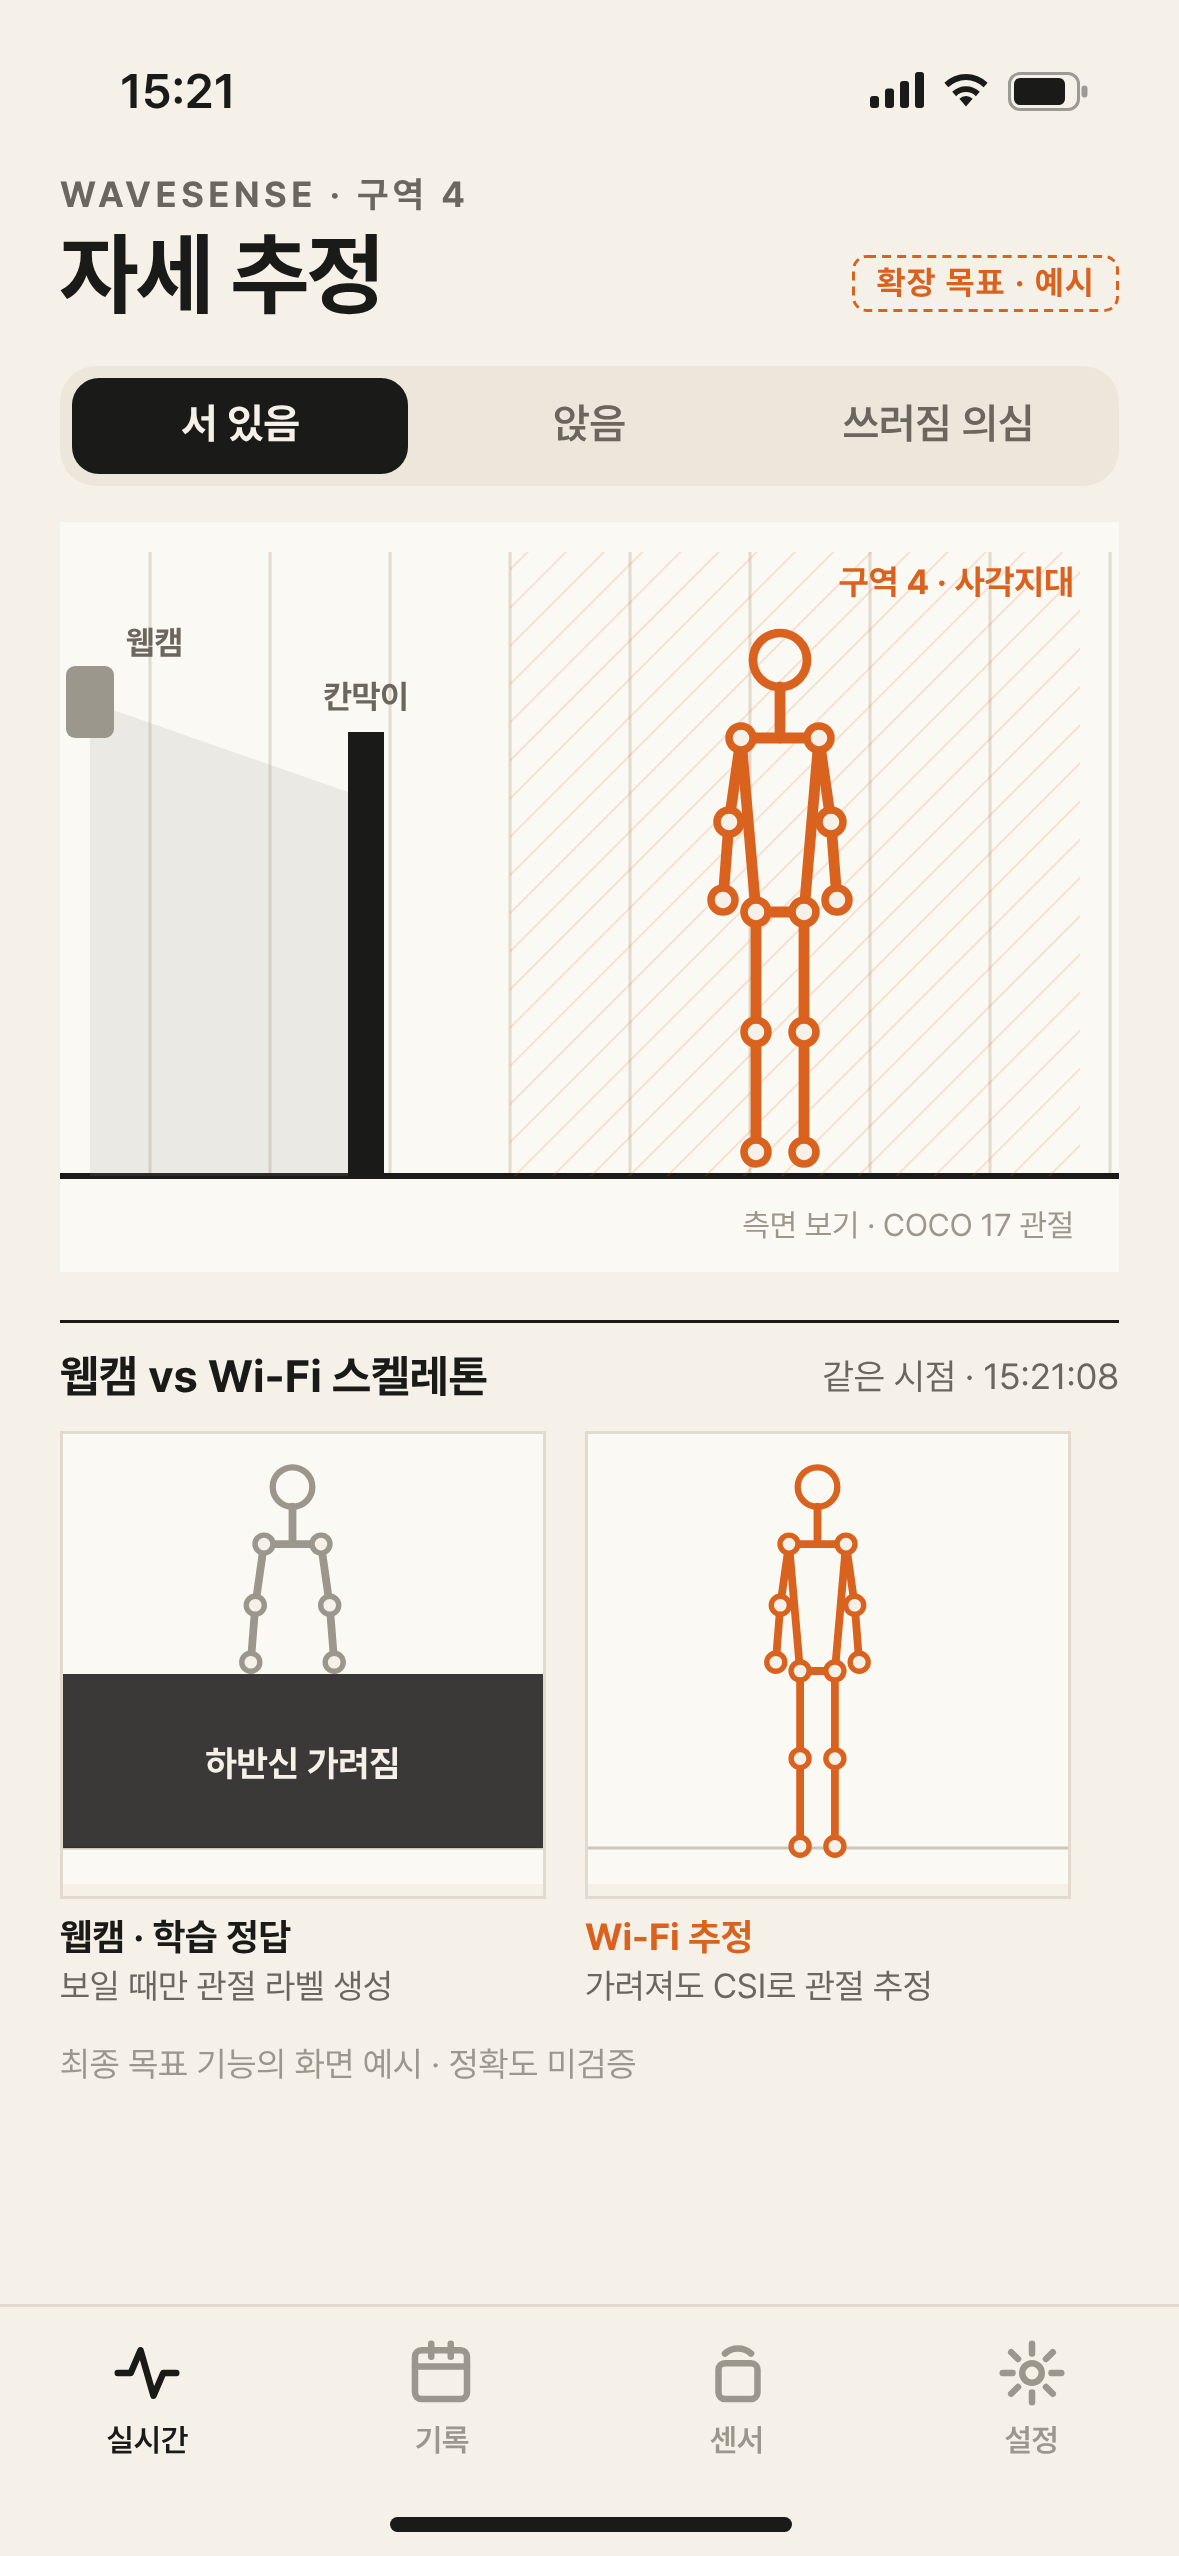 15:21
WAVESENSE · 구역 4
자세 추정
확장 목표 · 예시
서 있음
앉음
쓰러짐 의심
구역 4 · 사각지대
웹캠
칸막이
측면 보기 · COCO 17 관절
웹캠 vs Wi-Fi 스켈레톤
같은 시점 · 15:21:08
하반신 가려짐
웹캠 · 학습 정답
보일 때만 관절 라벨 생성
Wi-Fi 추정
가려져도 CSI로 관절 추정
최종 목표 기능의 화면 예시 · 정확도 미검증
실시간
기록
센서
설정